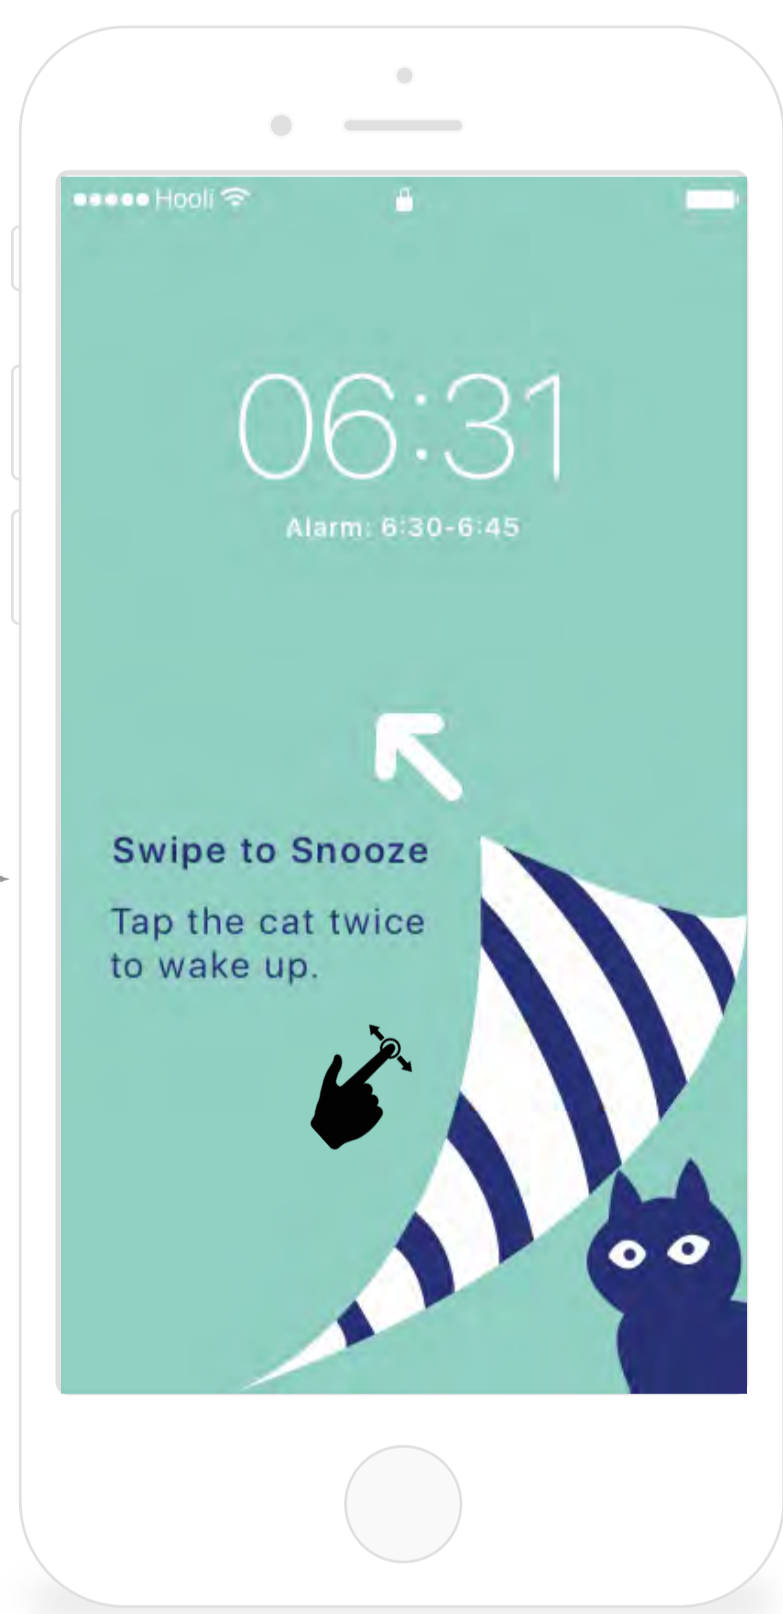 Hooli
06:31
Alarm: 6:30-6:45
Swipe to Snooze
Tap the cat twice
to wake up.